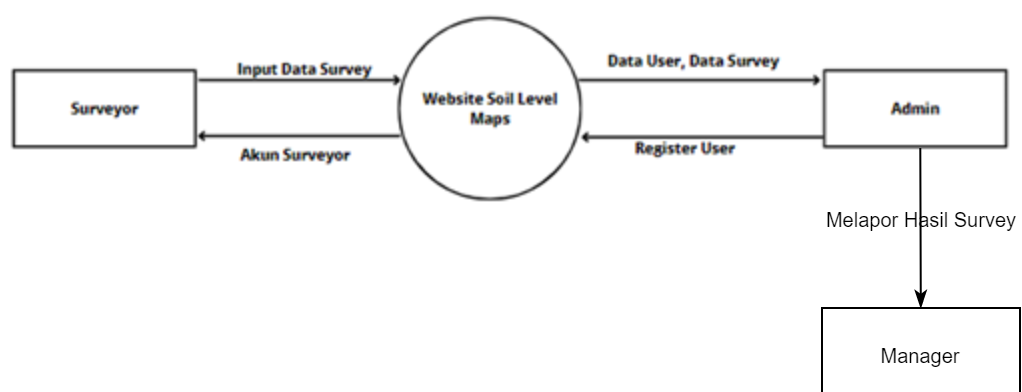 Input Data Survey
Data User, Data Survey
Surveyor
Website Soil Level
Maps
Admin
Akun Surveyor
Register User
Melapor Hasil Survey
Manager